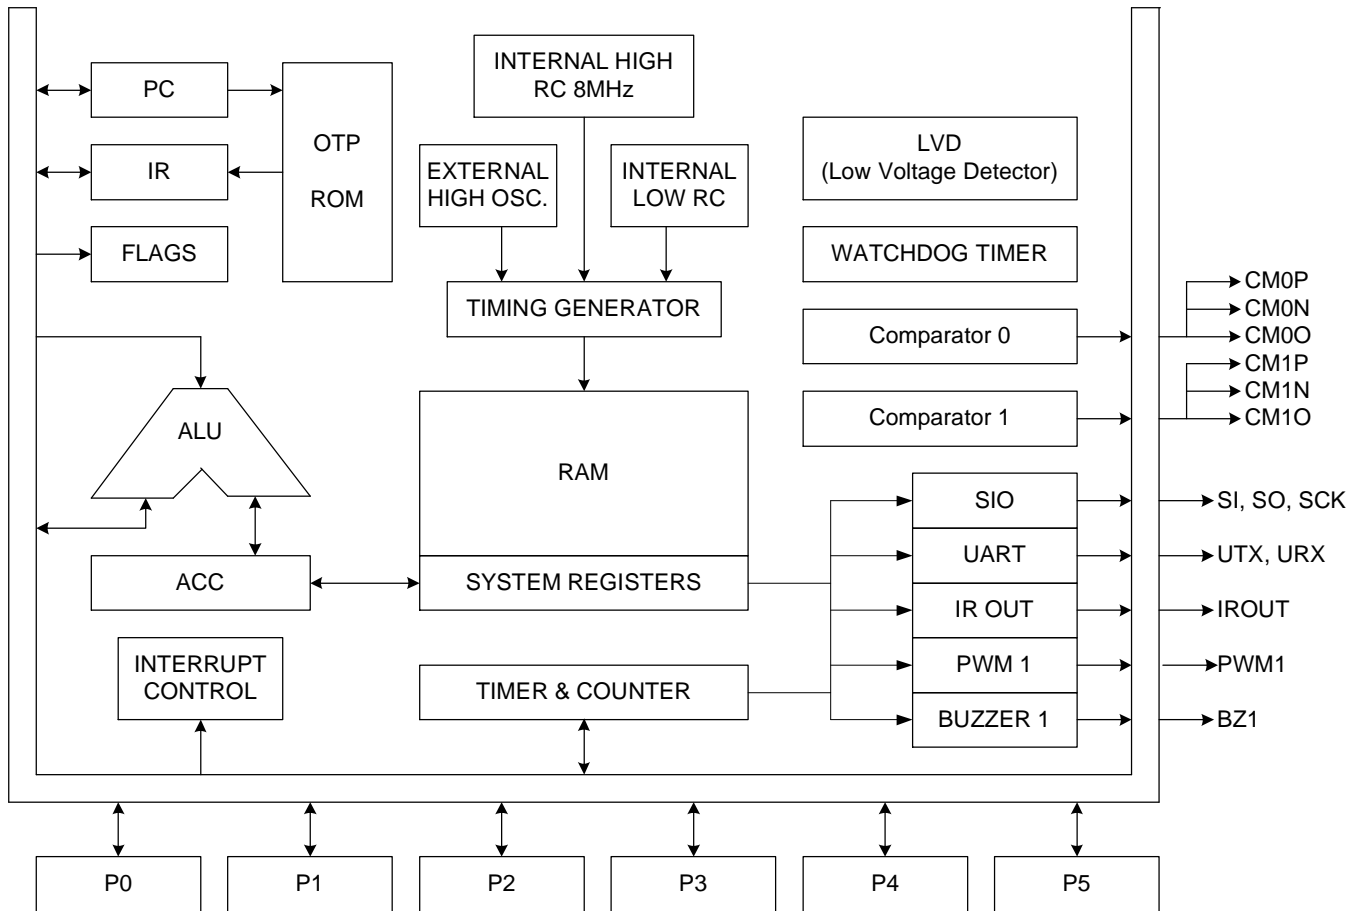 PC
IR
FLAGS
OTP
ROM
INTERNAL HIGH
RC 8MHz
EXTERNAL
HIGH OSC.
INTERNAL
LOW RC
TIMING GENERATOR
LVD
(Low Voltage Detector)
WATCHDOG TIMER
Comparator 0
Comparator 1
CM0P
CM0N
CM0O
CM1P
CM1N
CM1O
ALU
RAM
ACC
SYSTEM REGISTERS
SIO
UART
IR OUT
PWM 1
BUZZER 1
SI, SO, SCK
UTX, URX
IROUT
PWM1
BZ1
INTERRUPT
CONTROL
TIMER & COUNTER
P0
P1
P2
P3
P4
P5